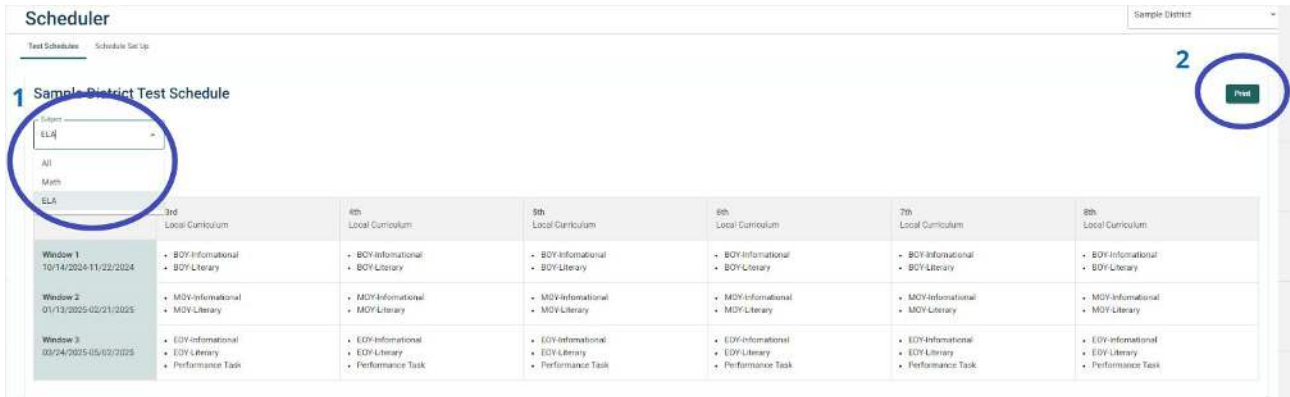 Scheduler
Sample District
Test Schedules Schedule Set Up
2
1 Sample District Test Schedule
Print
Subject
ELA
All
Math
ELA
3rd 4th 5th 6th 7th 8th
Local Curriculum Local Curriculum Local Curriculum Local Curriculum Local Curriculum Local Curriculum
Window 1 • BOY-Informational • BOY-Informational • BOY-Informational • BOY-Informational • BOY-Informational • BOY-Informational
10/14/2024-11/22/2024 • BOY-Literary • BOY-Literary • BOY-Literary • BOY-Literary • BOY-Literary • BOY-Literary
Window 2 • MOY-Informational • MOY-Informational • MOY-Informational • MOY-Informational • MOY-Informational • MOY-Informational
01/13/2025-02/21/2025 • MOY-Literary • MOY-Literary • MOY-Literary • MOY-Literary • MOY-Literary • MOY-Literary
Window 3 • EOY-Informational • EOY-Informational • EOY-Informational • EOY-Informational • EOY-Informational • EOY-Informational
03/24/2025-05/02/2025 • EOY-Literary • EOY-Literary • EOY-Literary • EOY-Literary • EOY-Literary • EOY-Literary
• Performance Task • Performance Task • Performance Task • Performance Task • Performance Task • Performance Task